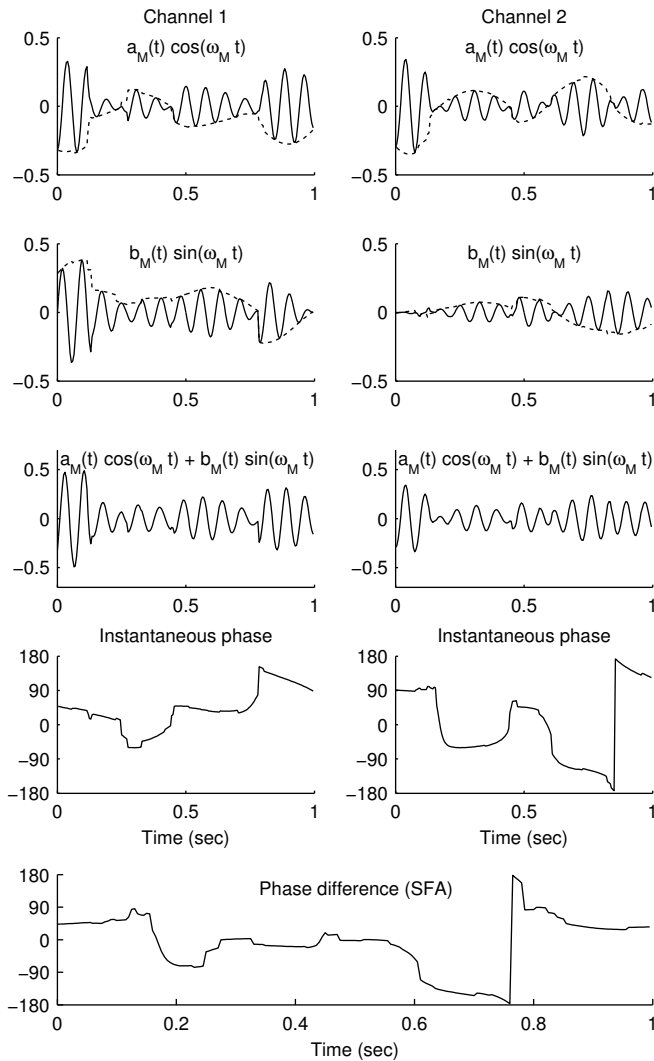 Channel 1 Channel 2
a_M(t) cos(ω_M t) a_M(t) cos(ω_M t)
0.5 0.5
0 0
−0.5 −0.5
0 0.5 1 0 0.5 1
b_M(t) sin(ω_M t) b_M(t) sin(ω_M t)
0.5 0.5
0 0
−0.5 −0.5
0 0.5 1 0 0.5 1
a_M(t) cos(ω_M t) + b_M(t) sin(ω_M t) a_M(t) cos(ω_M t) + b_M(t) sin(ω_M t)
0.5 0.5
0 0
−0.5 −0.5
0 0.5 1 0 0.5 1
Instantaneous phase Instantaneous phase
180 180
90 90
0 0
−90 −90
−180 −180
0 0.5 1 0 0.5 1
Time (sec) Time (sec)
Phase difference (SFA)
180
90
0
−90
−180
0 0.2 0.4 0.6 0.8 1
Time (sec)